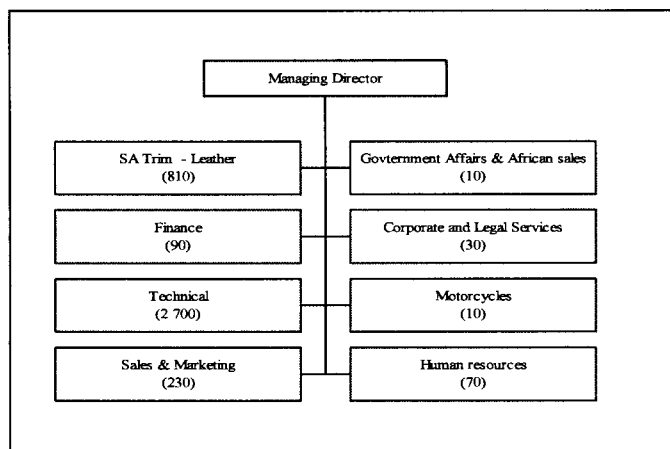 Managing Director
SA Trim - Leather
(810)
Govternment Affairs & African sales
(10)
Finance
(90)
Corporate and Legal Services
(30)
Technical
(2 700)
Motorcycles
(10)
Sales & Marketing
(230)
Human resources
(70)